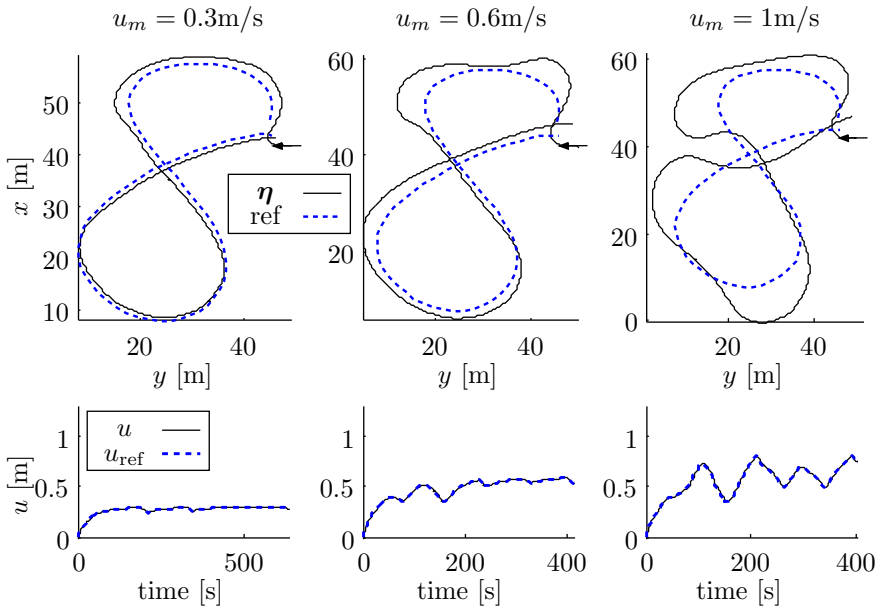 u_m = 0.3m/s
u_m = 0.6m/s
u_m = 1m/s
50
40
30
20
10
x [m]
20 40
y [m]
60
40
20
20 40
y [m]
60
40
20
0
20 40
y [m]
η
ref
1
0.5
0
u [m]
0 500
time [s]
u
u_ref
1
0.5
0
0 200 400
time [s]
1
0.5
0
0 200 400
time [s]